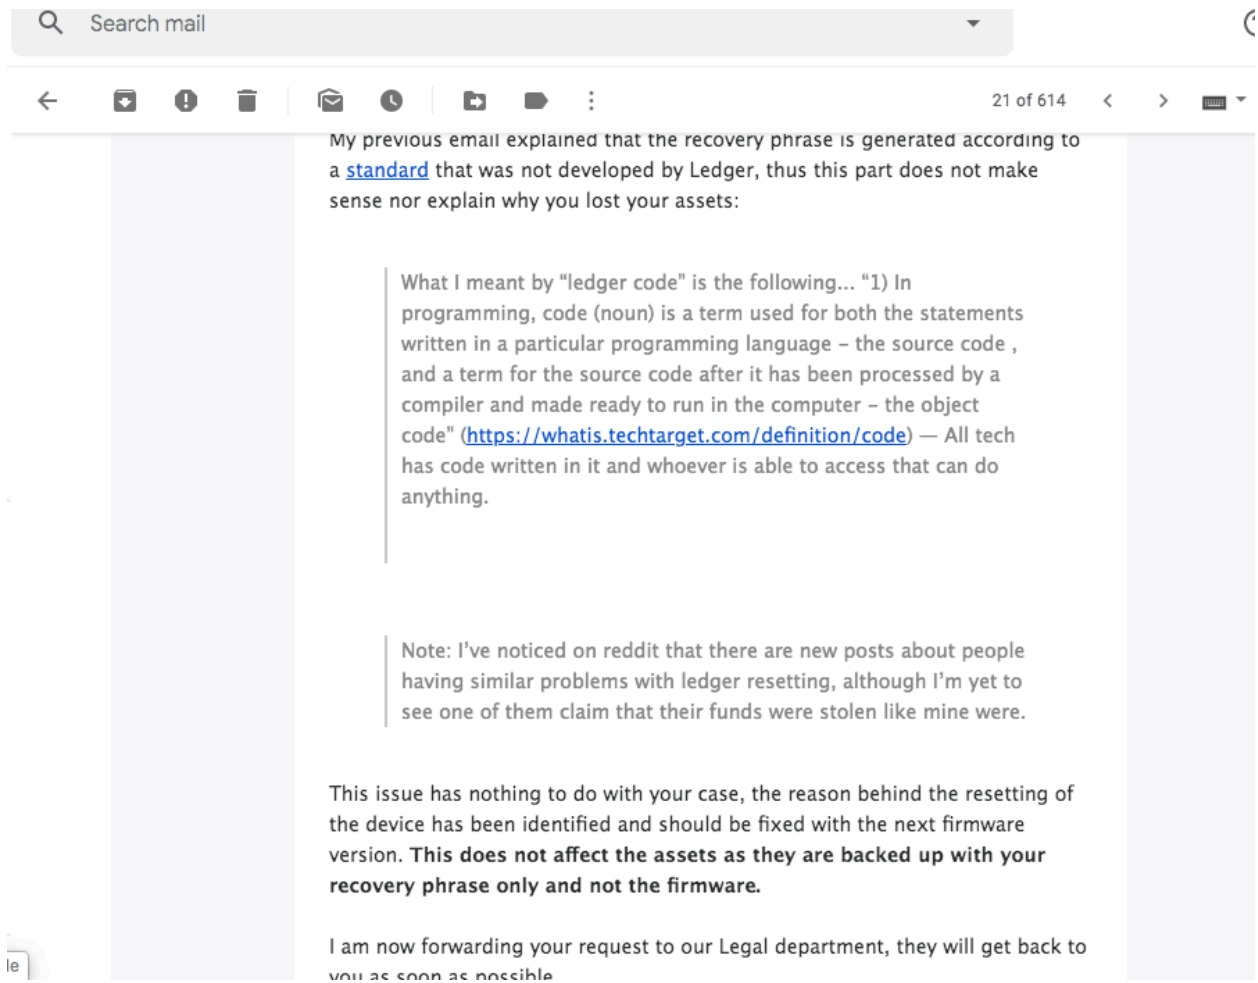 Search mail
21 of 614
My previous email explained that the recovery phrase is generated according to
a standard that was not developed by Ledger, thus this part does not make
sense nor explain why you lost your assets:
What I meant by “ledger code” is the following... “1) In
programming, code (noun) is a term used for both the statements
written in a particular programming language – the source code ,
and a term for the source code after it has been processed by a
compiler and made ready to run in the computer – the object
code" (https://whatis.techtarget.com/definition/code) — All tech
has code written in it and whoever is able to access that can do
anything.
Note: I’ve noticed on reddit that there are new posts about people
having similar problems with ledger resetting, although I’m yet to
see one of them claim that their funds were stolen like mine were.
This issue has nothing to do with your case, the reason behind the resetting of
the device has been identified and should be fixed with the next firmware
version. This does not affect the assets as they are backed up with your
recovery phrase only and not the firmware.
I am now forwarding your request to our Legal department, they will get back to
le
you as soon as possible